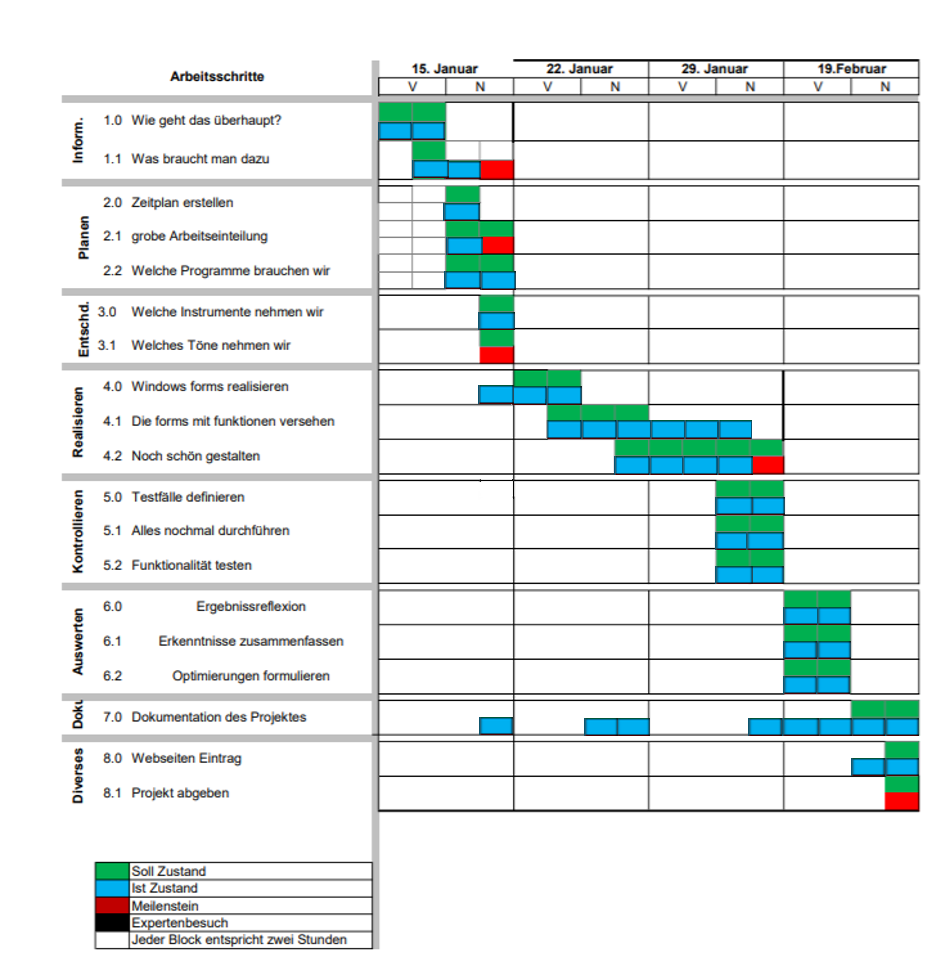 Arbeitsschritte
15. Januar 22. Januar 29. Januar 19.Februar
V N V N V N V N
Inform.
1.0 Wie geht das überhaupt?
1.1 Was braucht man dazu
Planen
2.0 Zeitplan erstellen
2.1 grobe Arbeitseinteilung
2.2 Welche Programme brauchen wir
Entschd.
3.0 Welche Instrumente nehmen wir
3.1 Welches Töne nehmen wir
Realisieren
4.0 Windows forms realisieren
4.1 Die forms mit funktionen versehen
4.2 Noch schön gestalten
Kontrollieren
5.0 Testfälle definieren
5.1 Alles nochmal durchführen
5.2 Funktionalität testen
Auswerten
6.0 Ergebnissreflexion
6.1 Erkenntnisse zusammenfassen
6.2 Optimierungen formulieren
Doku
7.0 Dokumentation des Projektes
Diverses
8.0 Webseiten Eintrag
8.1 Projekt abgeben
Soll Zustand
Ist Zustand
Meilenstein
Expertenbesuch
Jeder Block entspricht zwei Stunden